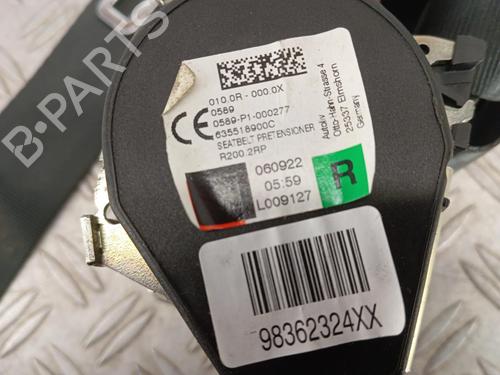 010.0R - 000.0X
0589
0589-P1-000277
635518900C
SEATBELT PRETENSIONER
R200.2RP
Autoliv
Otto-Hahn-Strasse 4
25337 Elmshorn
Germany
CE
060922
05:59
L009127
R
98362324XX
B-PARTS